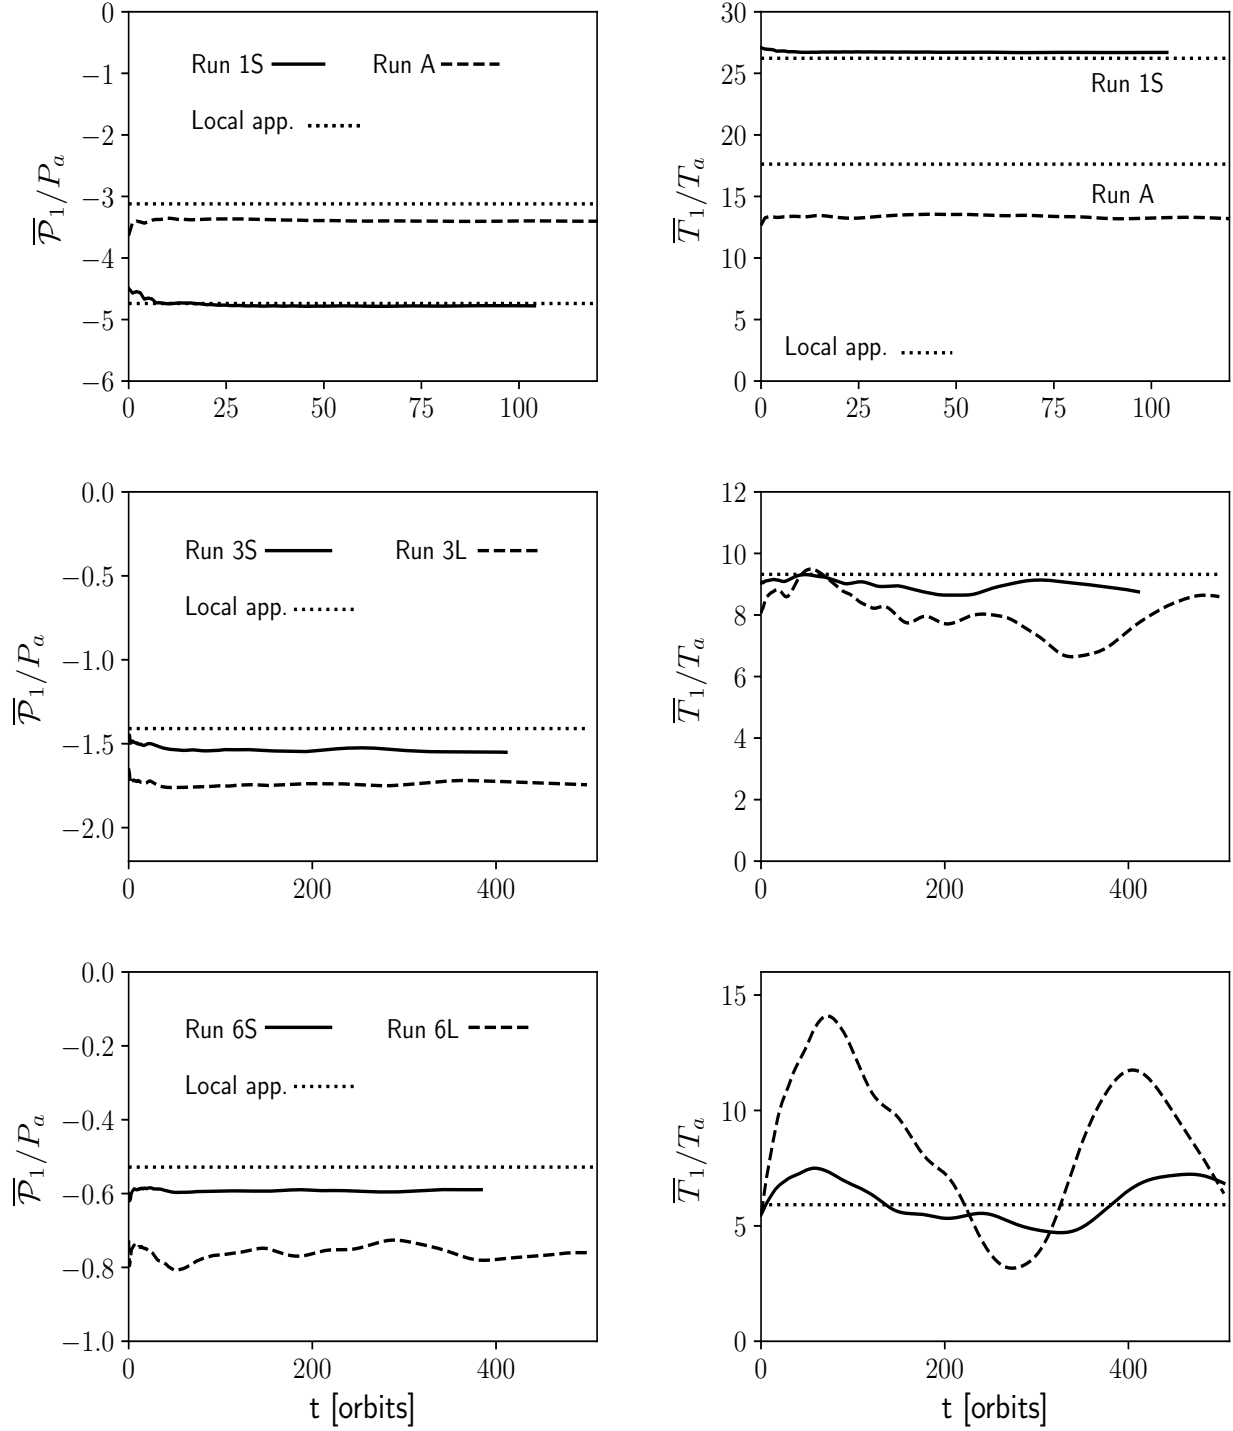 0
−1
−2
−3
−4
−5
−6
0
25
50
75
100
P̅₁/Pₐ
Run 1S
Run A
Local app.
30
25
20
15
10
5
0
0
25
50
75
100
T̅₁/Tₐ
Run 1S
Run A
Local app.
0.0
−0.5
−1.0
−1.5
−2.0
0
200
400
P̅₁/Pₐ
Run 3S
Run 3L
Local app.
12
10
8
6
4
2
0
0
200
400
T̅₁/Tₐ
0.0
−0.2
−0.4
−0.6
−0.8
−1.0
0
200
400
P̅₁/Pₐ
Run 6S
Run 6L
Local app.
t [orbits]
15
10
5
0
0
200
400
T̅₁/Tₐ
t [orbits]